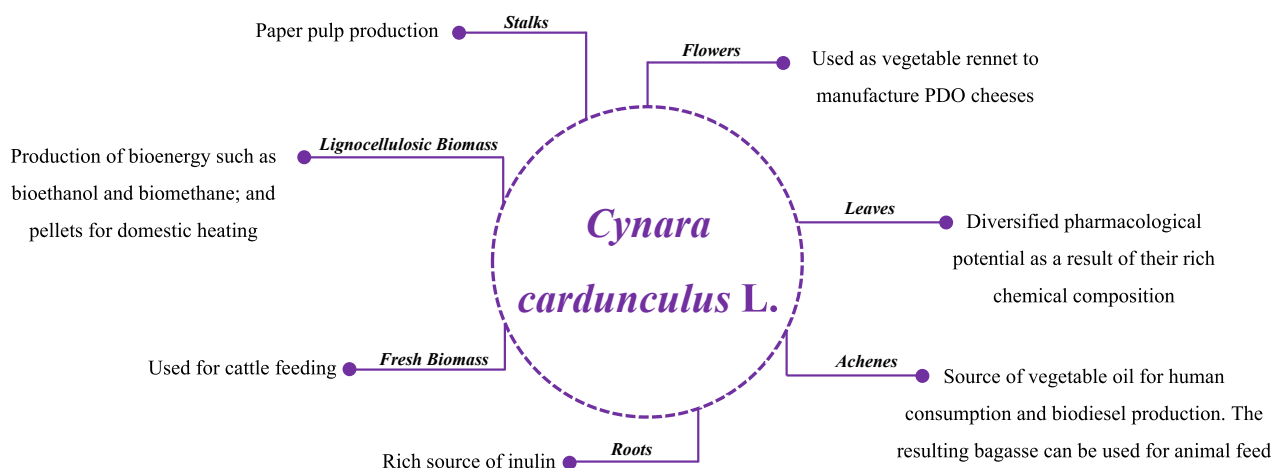 Stalks
Paper pulp production
Flowers
Used as vegetable rennet to
manufacture PDO cheeses
Lignocellulosic Biomass
Production of bioenergy such as
bioethanol and biomethane; and
pellets for domestic heating
Cynara
cardunculus L.
Leaves
Diversified pharmacological
potential as a result of their rich
chemical composition
Fresh Biomass
Used for cattle feeding
Achenes
Source of vegetable oil for human
consumption and biodiesel production. The
resulting bagasse can be used for animal feed
Roots
Rich source of inulin